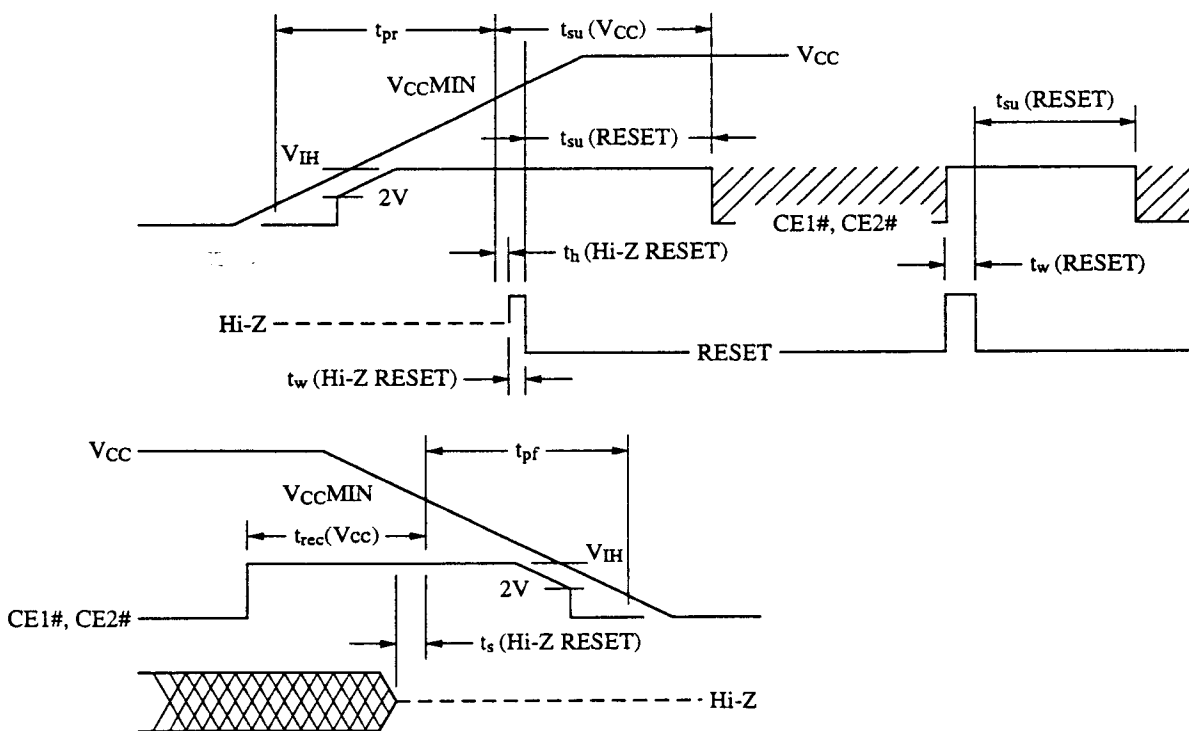 tpr
tsu (VCC)
VCC
VCCMIN
tsu (RESET)
tsu (RESET)
VIH
2V
CE1#, CE2#
th (Hi-Z RESET)
tw (RESET)
Hi-Z
RESET
tw (Hi-Z RESET)
VCC
tpf
VCCMIN
trec(Vcc)
VIH
2V
CE1#, CE2#
ts (Hi-Z RESET)
Hi-Z